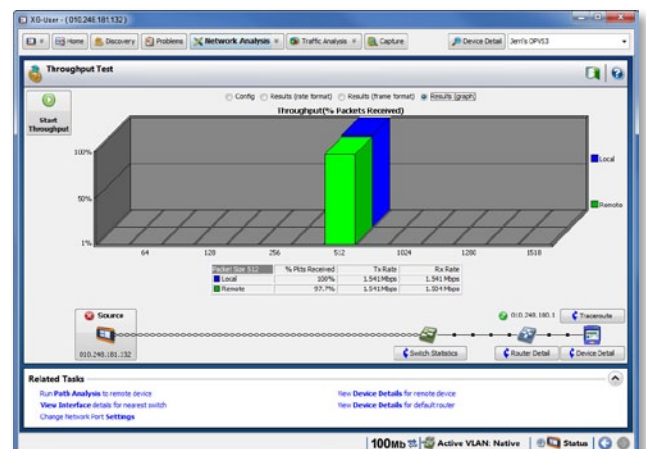 XG-User - ( 010.248.181.132 )
Home Discovery Problems Network Analysis Traffic Analysis Capture Device Detail Jerri's OPVS3
Throughput Test
Start Throughput
Config Results (rate format) Results (frame format) Results (graph)
Throughput(% Packets Received)
100%
50%
1%
64 128 256 512 1024 1280 1518
Local
Remote
Packet Size 512 % Pkts Received Tx Rate Rx Rate
Local 100% 1.541 Mbps 1.541 Mbps
Remote 97.7% 1.541 Mbps 1.504 Mbps
Source
010.248.181.132
010.248.180.1
Traceroute
Switch Statistics Router Detail Device Detail
Related Tasks
Run Path Analysis to remote device
View Interface details for nearest switch
Change Network Port Settings
View Device Details for remote device
View Device Details for default router
100Mb Active VLAN: Native Status